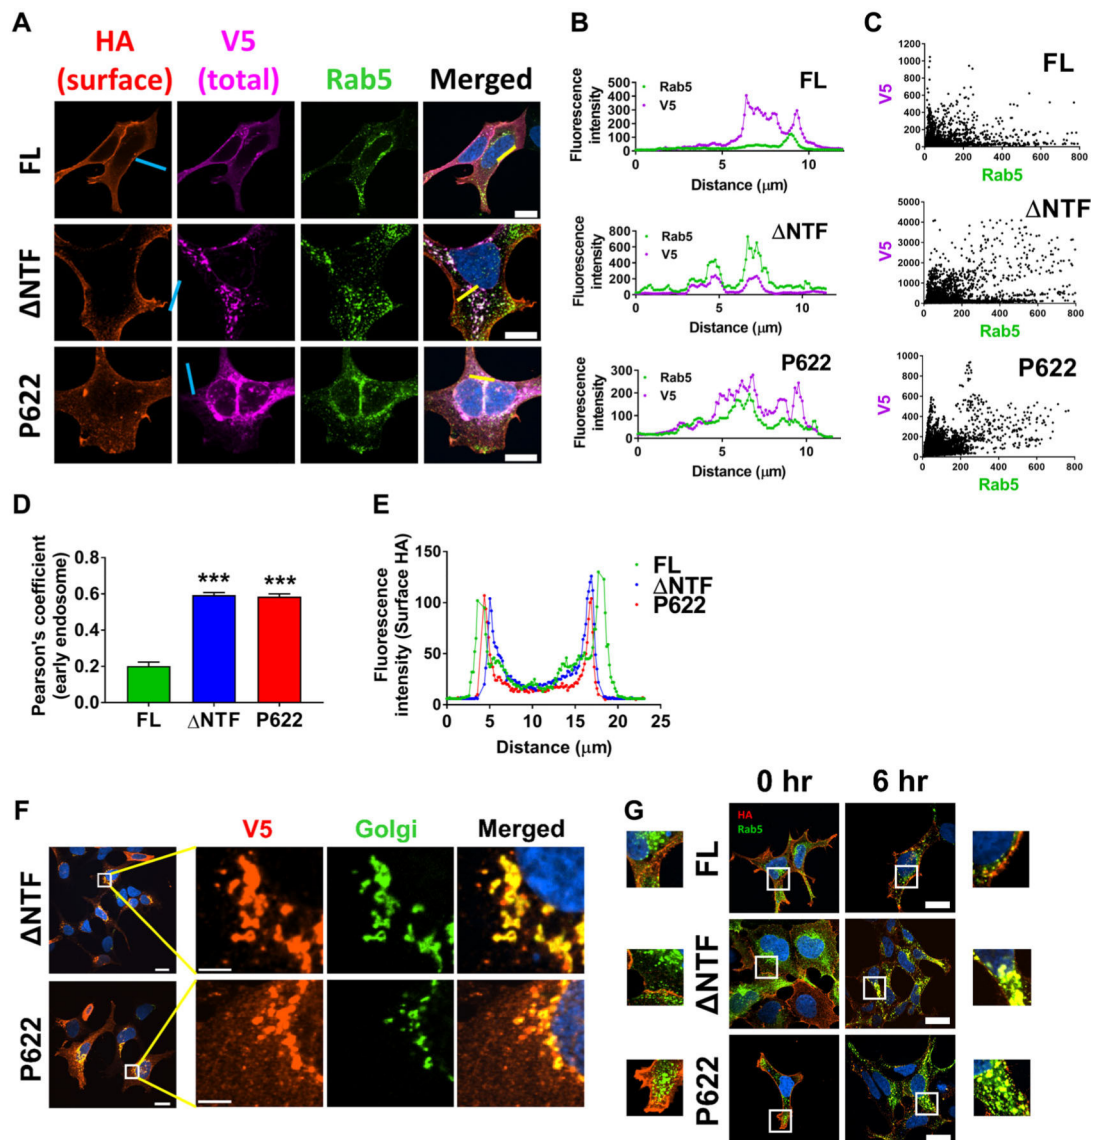 A
HA
(surface)
V5
(total)
Rab5
Merged
FL
ΔNTF
P622
B
FL
Rab5
V5
Fluorescence
intensity
500
400
300
200
100
0
5
10
Distance (μm)
ΔNTF
Rab5
V5
Fluorescence
intensity
800
600
400
200
0
0
5
10
Distance (μm)
P622
Rab5
V5
Fluorescence
intensity
300
200
100
0
0
5
10
Distance (μm)
C
FL
V5
1200
1000
800
600
400
200
0
0
200
400
600
800
Rab5
ΔNTF
V5
5000
4000
3000
2000
1000
0
0
200
400
600
800
1000
Rab5
P622
V5
1000
800
600
400
200
0
0
200
400
600
800
Rab5
D
Pearson's coefficient
(early endosome)
0.8
0.6
0.4
0.2
0.0
***
***
FL
ΔNTF
P622
E
Fluorescence
intensity (Surface HA)
150
100
50
0
0
5
10
15
20
25
Distance (μm)
FL
ΔNTF
P622
F
V5
Golgi
Merged
ΔNTF
P622
G
0 hr
6 hr
HA
Rab5
FL
ΔNTF
P622